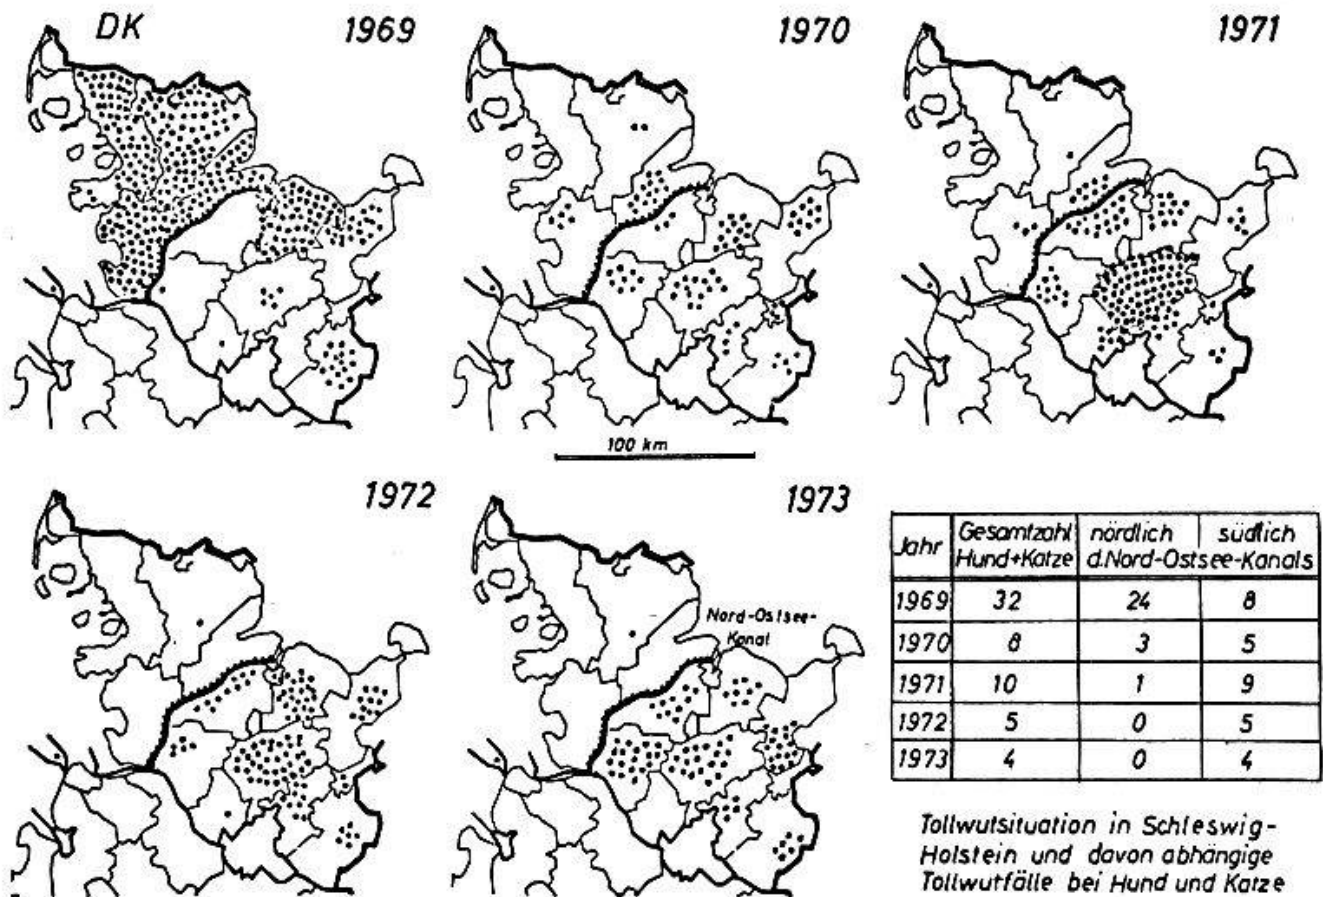 DK
1969
1970
1971
100 km
1972
1973
Nord-Ostsee-
Kanal
Jahr Gesamtzahl Hund+Katze nördlich südlich d.Nord-Ostsee-Kanals
1969 32 24 8
1970 8 3 5
1971 10 1 9
1972 5 0 5
1973 4 0 4
Tollwutsituation in Schleswig-
Holstein und davon abhängige
Tollwutfälle bei Hund und Katze